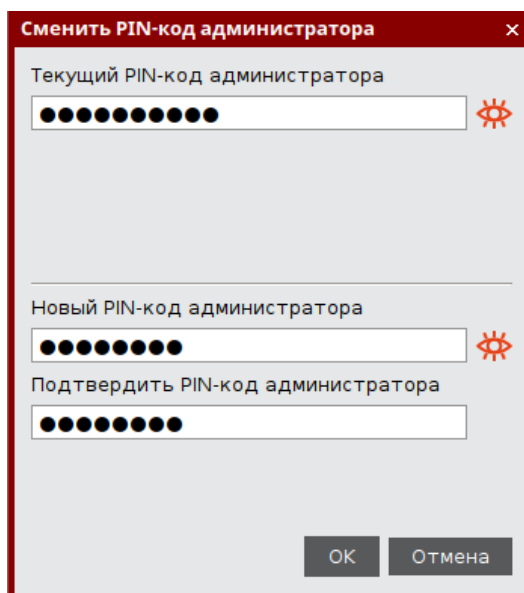 Сменить PIN-код администратора
Текущий PIN-код администратора
●●●●●●●●●●
Новый PIN-код администратора
●●●●●●●●
Подтвердить PIN-код администратора
●●●●●●●●
OK Отмена